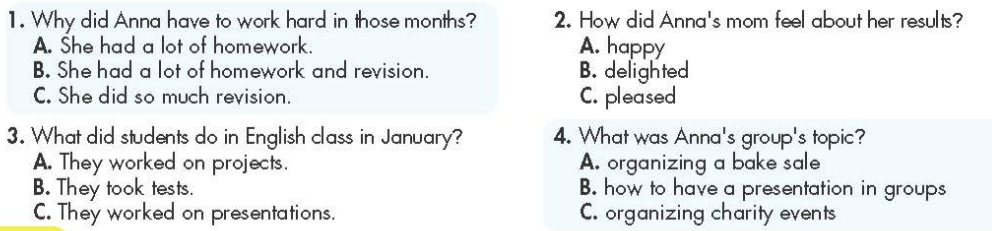 1. Why did Anna have to work hard in those months?
A. She had a lot of homework.
B. She had a lot of homework and revision.
C. She did so much revision.
2. How did Anna's mom feel about her results?
A. happy
B. delighted
C. pleased
3. What did students do in English class in January?
A. They worked on projects.
B. They took tests.
C. They worked on presentations.
4. What was Anna's group's topic?
A. organizing a bake sale
B. how to have a presentation in groups
C. organizing charity events